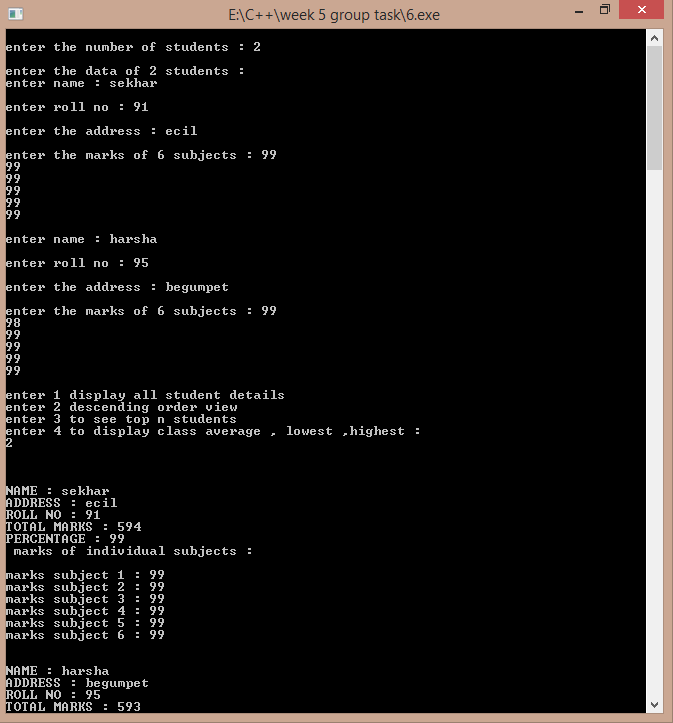 E:\C++\week 5 group task\6.exe
enter the number of students : 2
enter the data of 2 students :
enter name : sekhar
enter roll no : 91
enter the address : ecil
enter the marks of 6 subjects : 99
99
99
99
99
99
enter name : harsha
enter roll no : 95
enter the address : begumpet
enter the marks of 6 subjects : 99
98
99
99
99
99
enter 1 display all student details
enter 2 descending order view
enter 3 to see top n students
enter 4 to display class average , lowest ,highest :
2
NAME : sekhar
ADDRESS : ecil
ROLL NO : 91
TOTAL MARKS : 594
PERCENTAGE : 99
marks of individual subjects :
marks subject 1 : 99
marks subject 2 : 99
marks subject 3 : 99
marks subject 4 : 99
marks subject 5 : 99
marks subject 6 : 99
NAME : harsha
ADDRESS : begumpet
ROLL NO : 95
TOTAL MARKS : 593